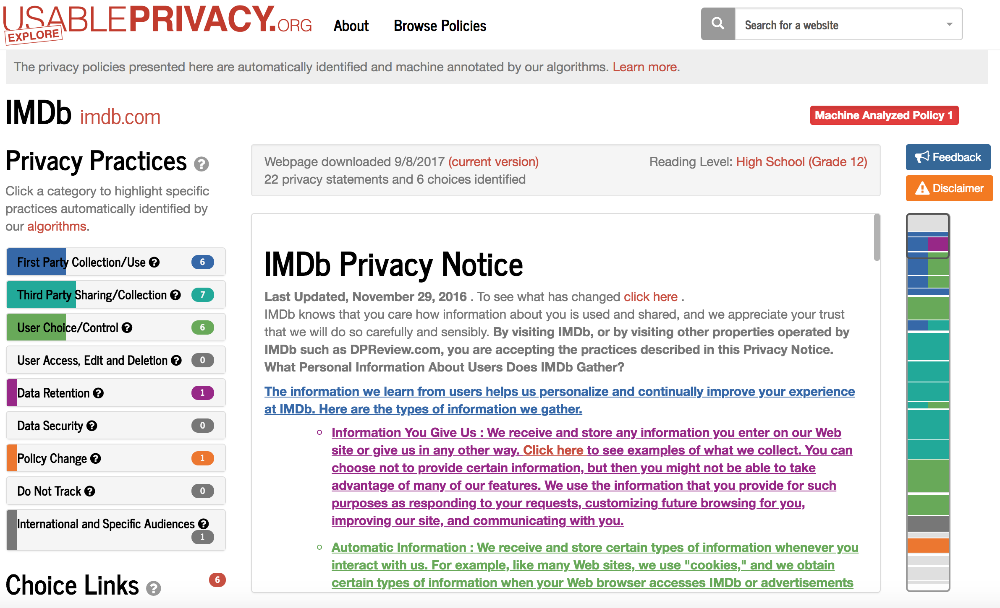 USABLEPRIVACY.ORG
EXPLORE
About
Browse Policies
Search for a website
The privacy policies presented here are automatically identified and machine annotated by our algorithms. Learn more.
IMDb imdb.com
Machine Analyzed Policy 1
Privacy Practices ?
Click a category to highlight specific
practices automatically identified by
our algorithms.
First Party Collection/Use ? 6
Third Party Sharing/Collection ? 7
User Choice/Control ? 6
User Access, Edit and Deletion ? 0
Data Retention ? 1
Data Security ? 0
Policy Change ? 1
Do Not Track ? 0
International and Specific Audiences ?
1
Choice Links ? 6
Webpage downloaded 9/8/2017 (current version)
Reading Level: High School (Grade 12)
22 privacy statements and 6 choices identified
IMDb Privacy Notice
Last Updated, November 29, 2016 . To see what has changed click here .
IMDb knows that you care how information about you is used and shared, and we appreciate your trust
that we will do so carefully and sensibly. By visiting IMDb, or by visiting other properties operated by
IMDb such as DPReview.com, you are accepting the practices described in this Privacy Notice.
What Personal Information About Users Does IMDb Gather?
The information we learn from users helps us personalize and continually improve your experience
at IMDb. Here are the types of information we gather.
Information You Give Us : We receive and store any information you enter on our Web
site or give us in any other way. Click here to see examples of what we collect. You can
choose not to provide certain information, but then you might not be able to take
advantage of many of our features. We use the information that you provide for such
purposes as responding to your requests, customizing future browsing for you,
improving our site, and communicating with you.
Automatic Information : We receive and store certain types of information whenever you
interact with us. For example, like many Web sites, we use "cookies," and we obtain
certain types of information when your Web browser accesses IMDb or advertisements
Feedback
Disclaimer